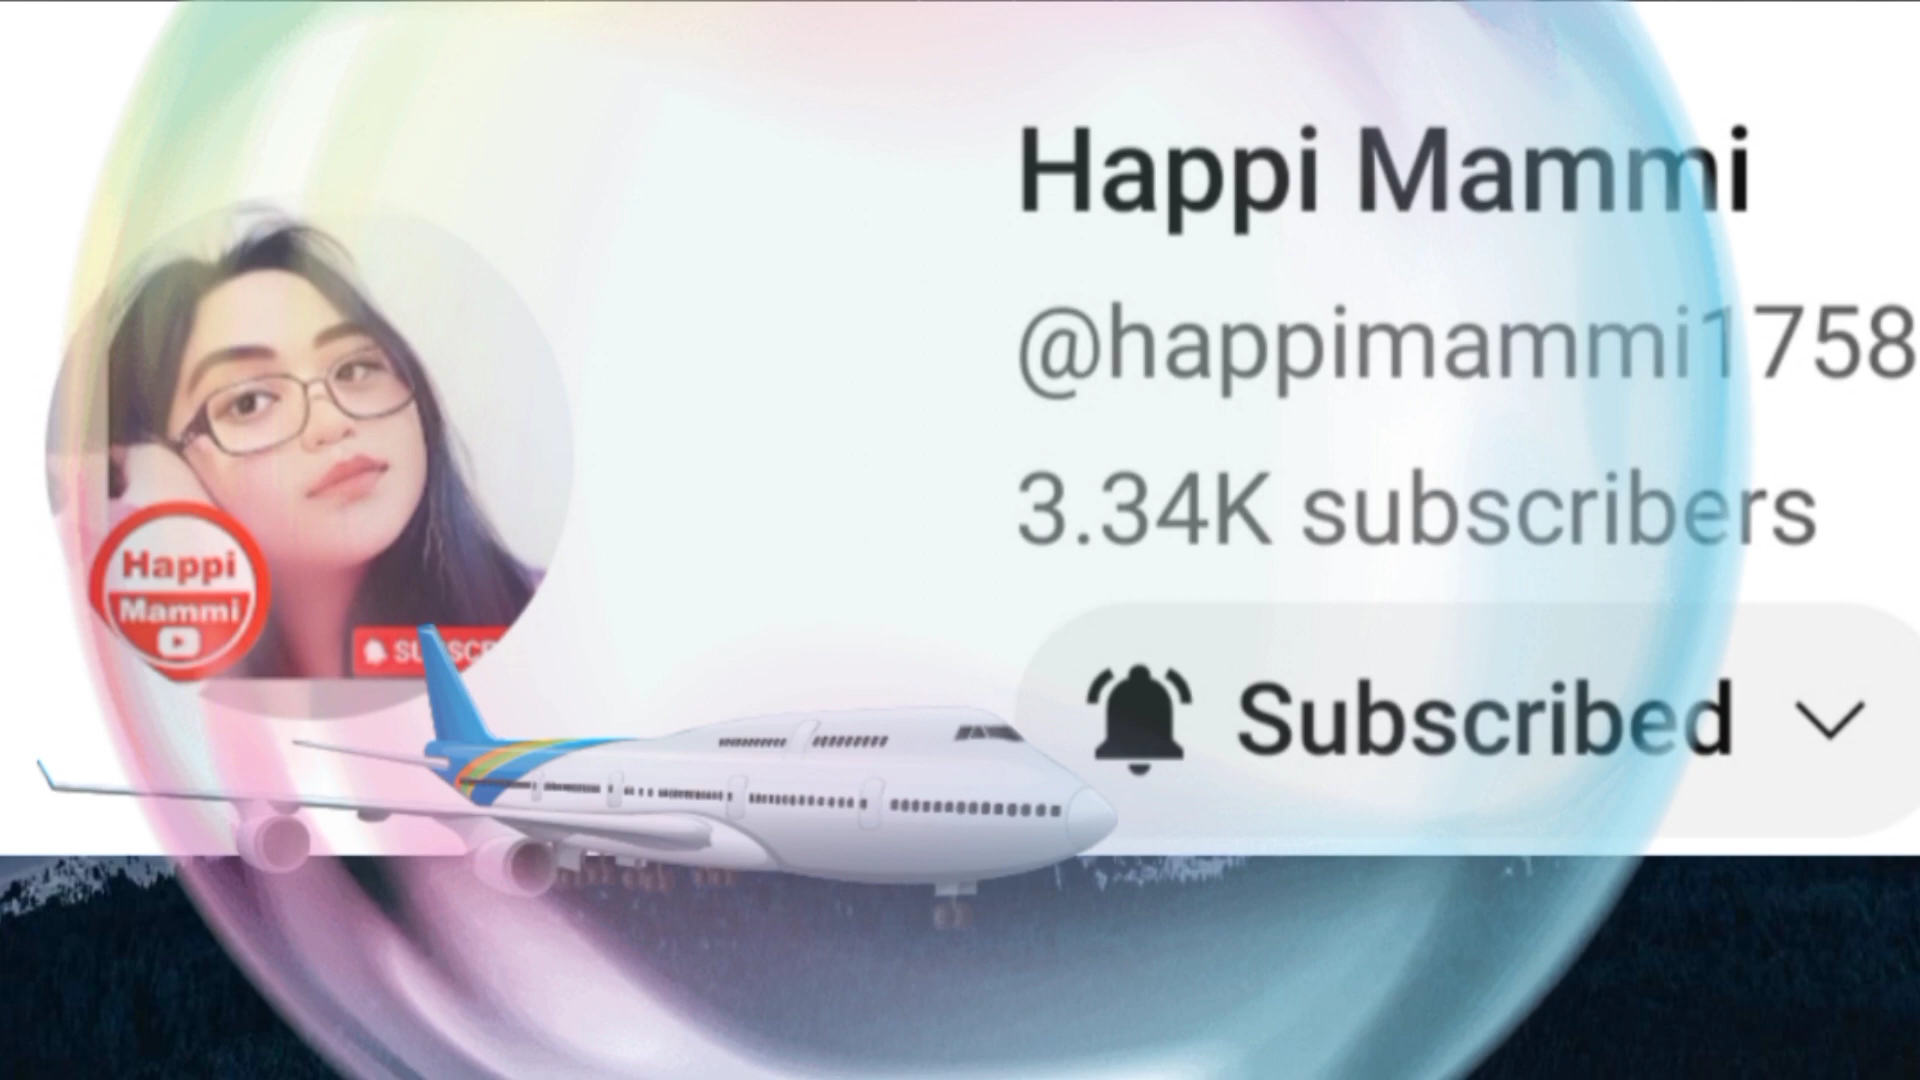 Happi Mammi
@happimammi1758
3.34K subscribers
Subscribed
Happi
Mammi